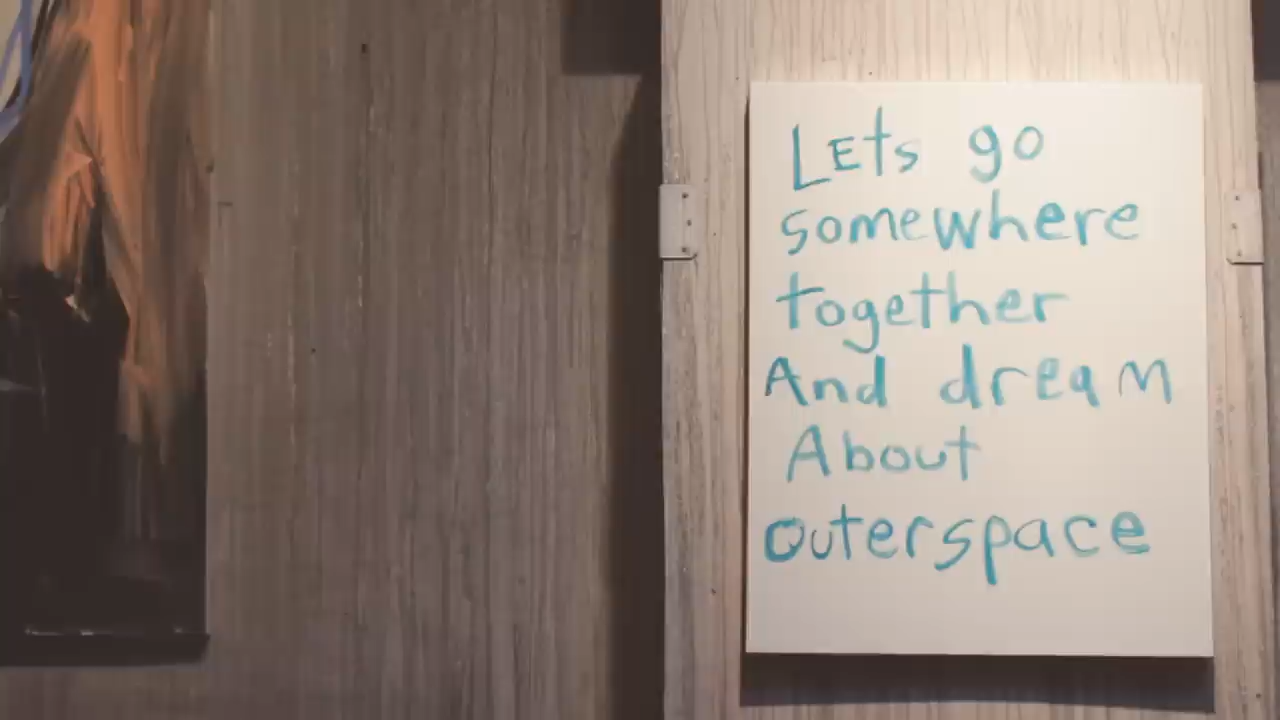 Lets go
somewhere
together
And dream
About
outerspace